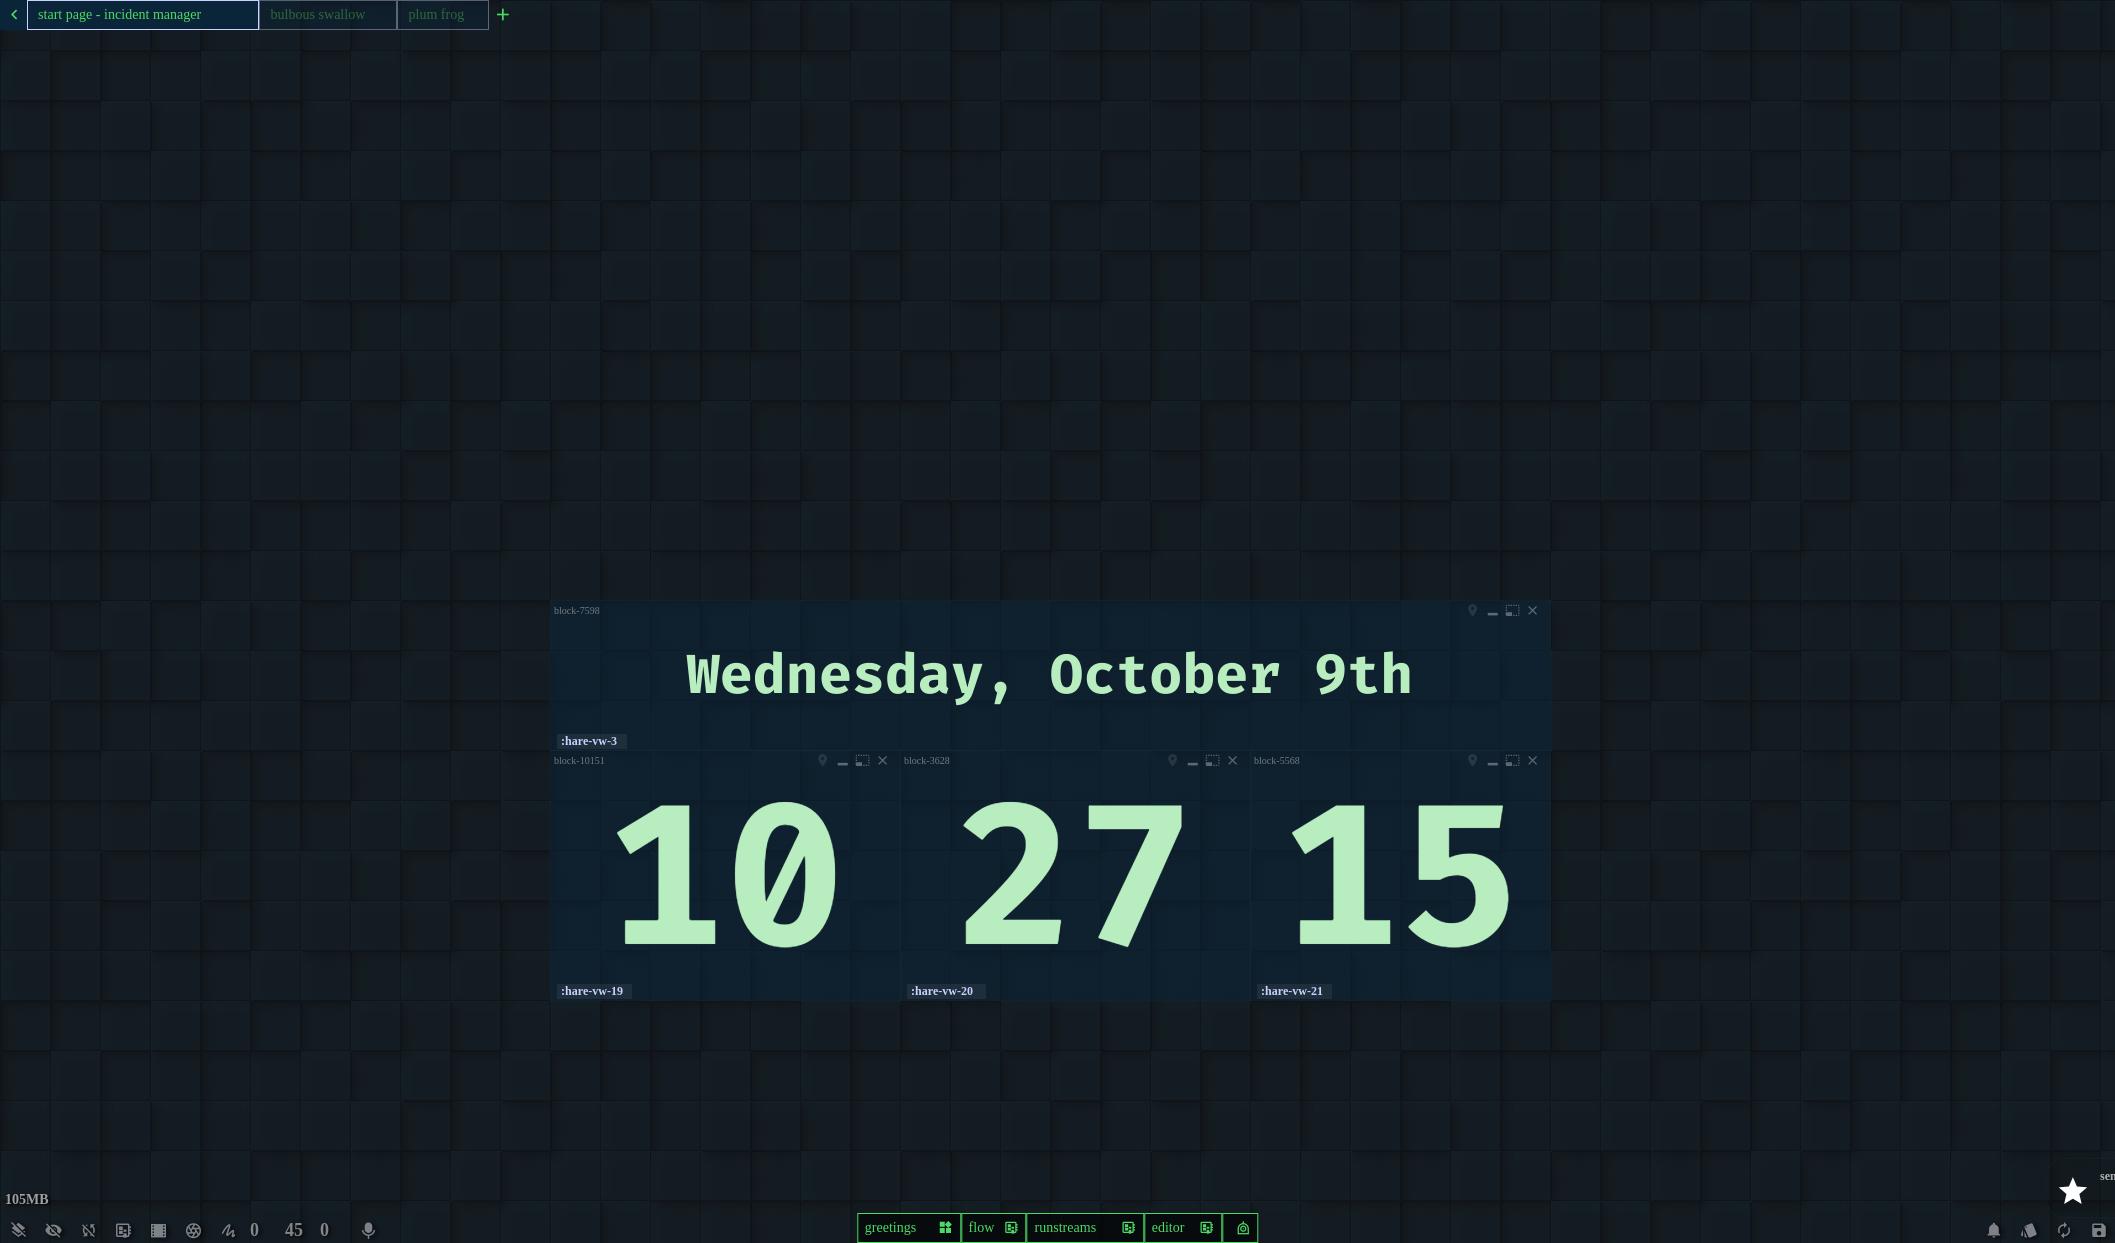 start page - incident manager bulbous swallow plum frog +
block-7598
Wednesday, October 9th
:hare-vw-3
block-10151 block-3628 block-5568
10 27 15
:hare-vw-19 :hare-vw-20 :hare-vw-21
sen
105MB
0 45 0 greetings flow runstreams editor